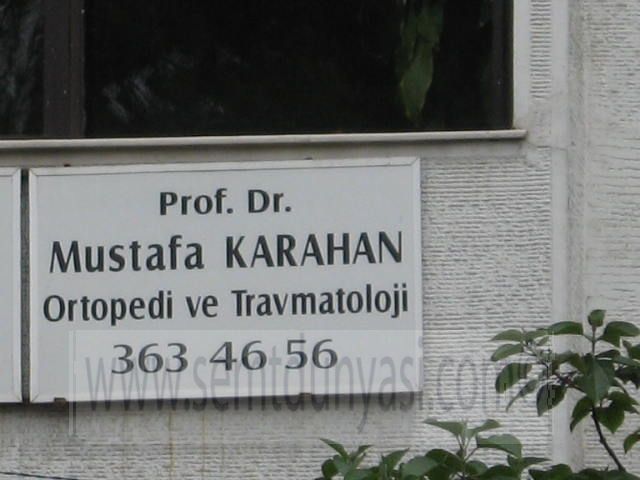 Prof. Dr.
Mustafa KARAHAN
Ortopedi ve Travmatoloji
363 46 56
www.semtdunyasi.com